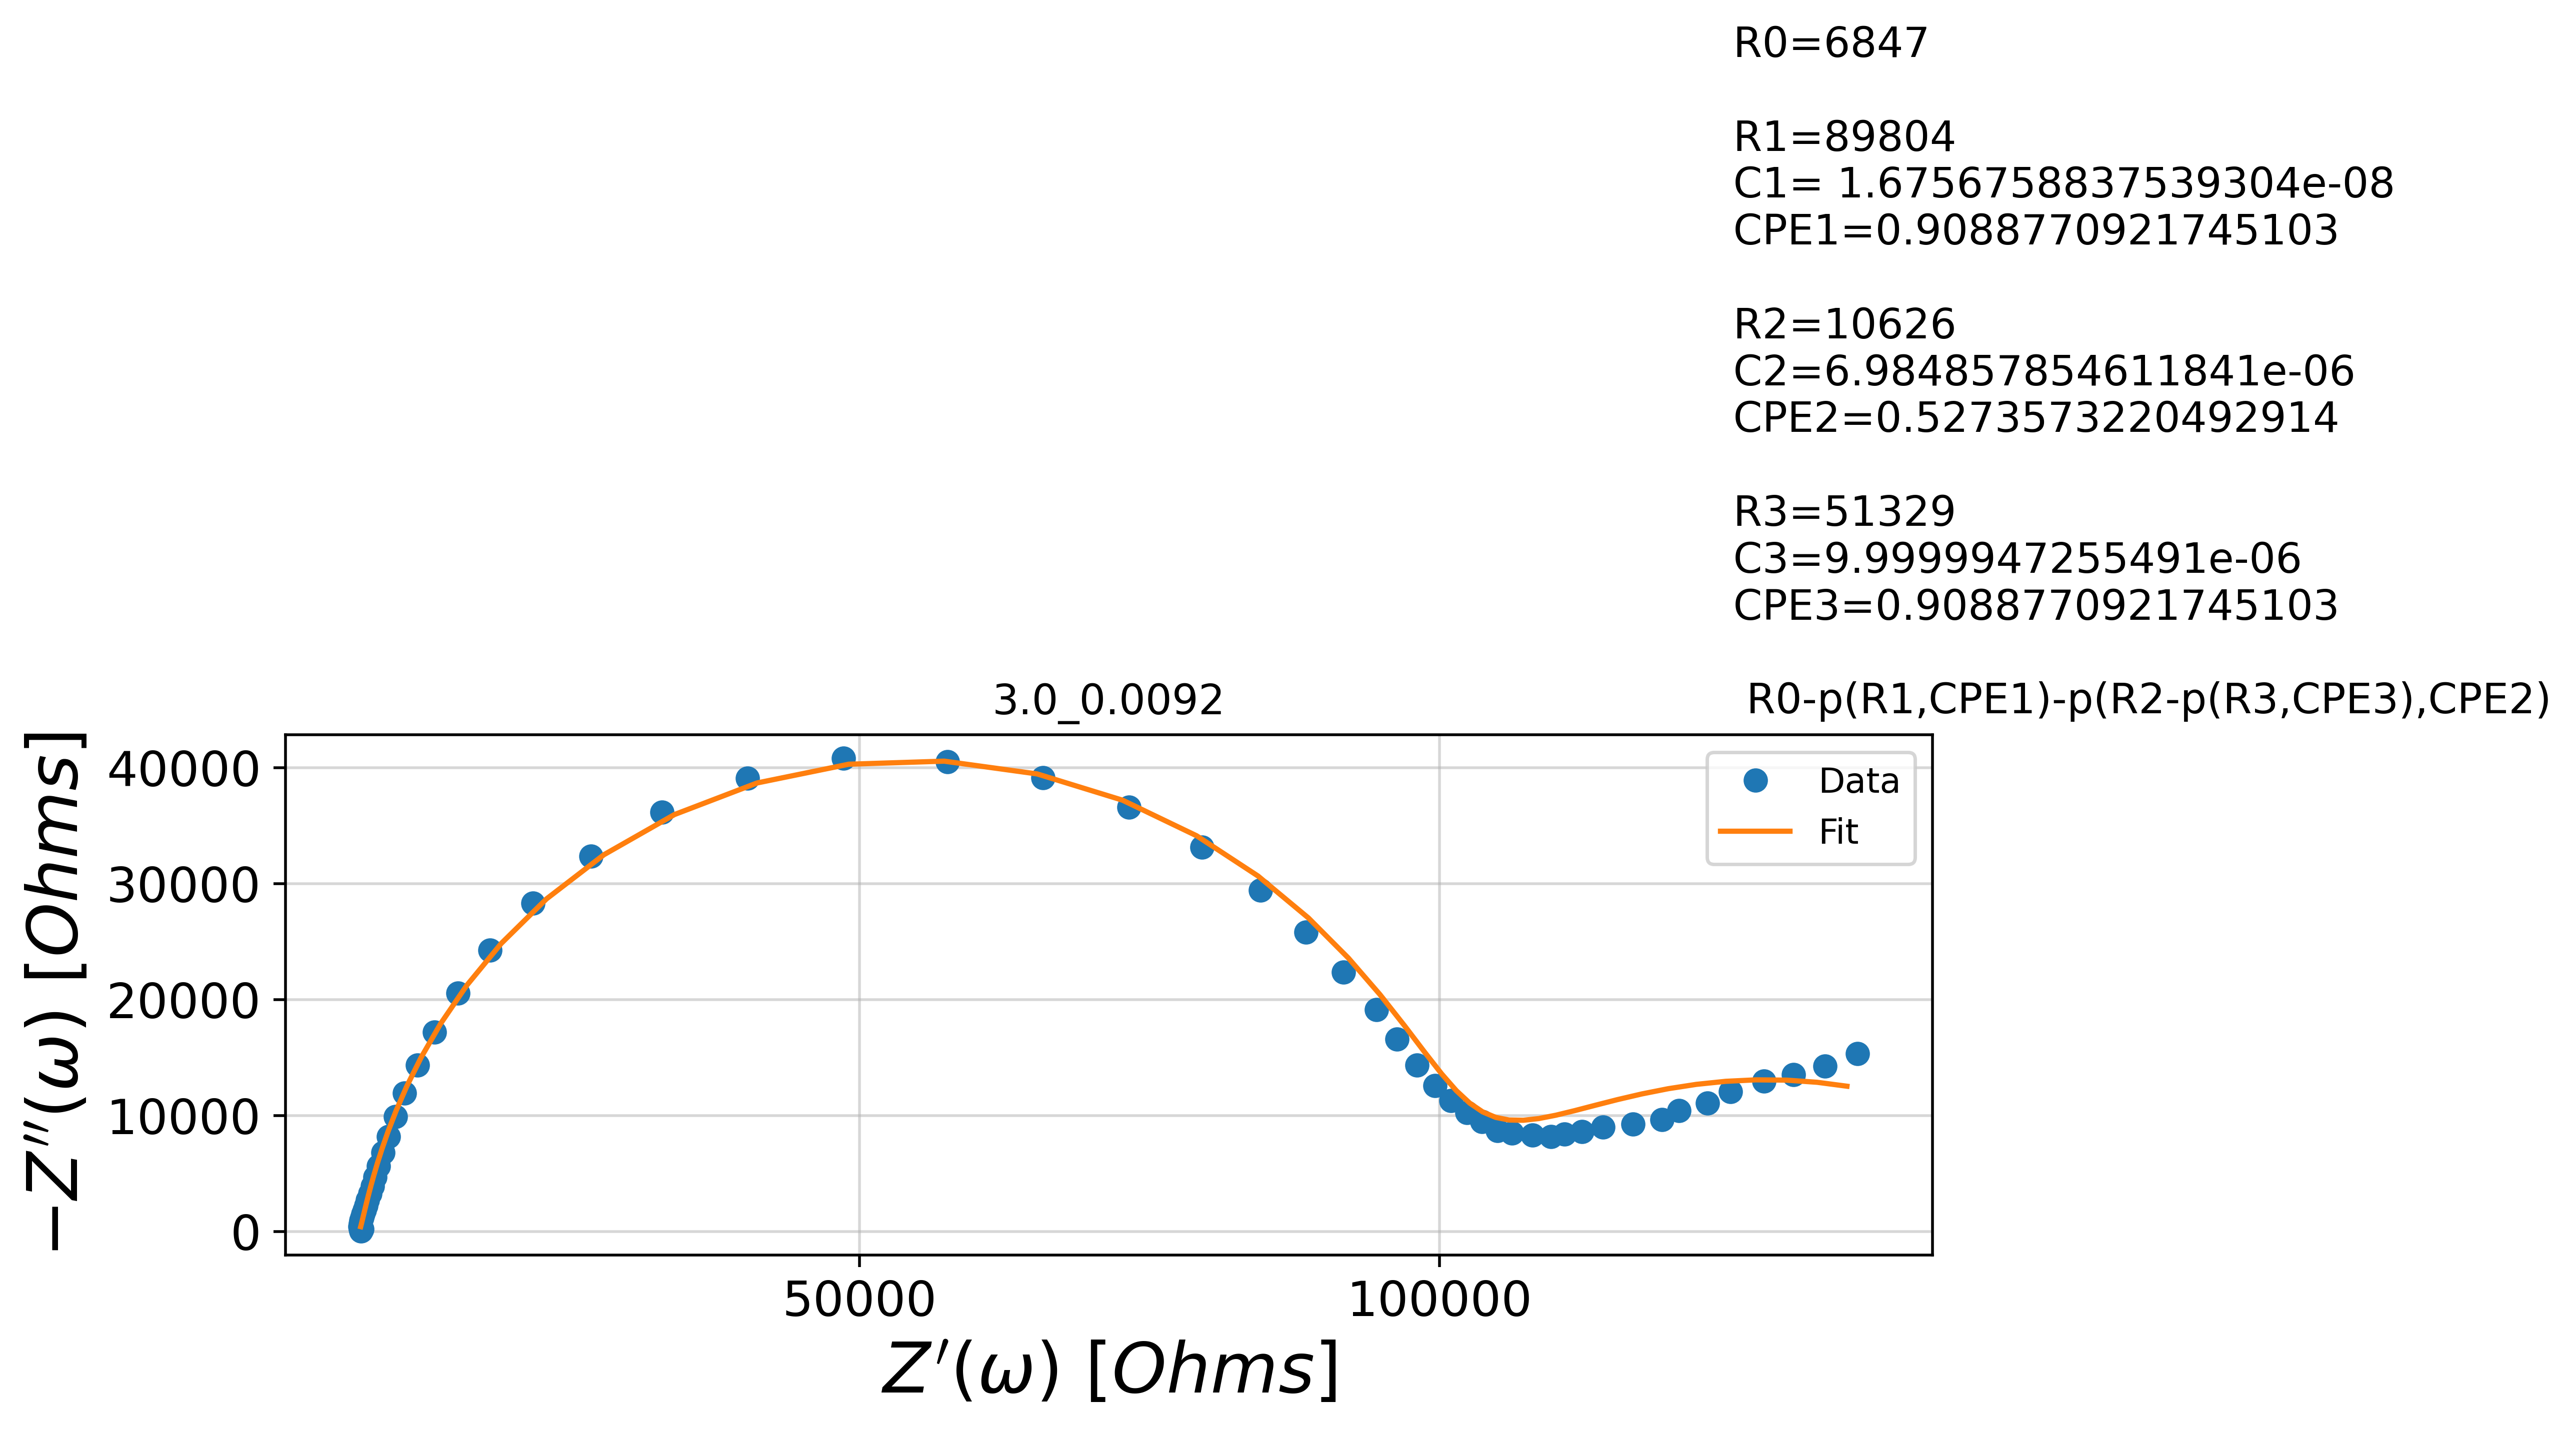 R0=6847
R1=89804
C1= 1.6756758837539304e-08
CPE1=0.9088770921745103
R2=10626
C2=6.984857854611841e-06
CPE2=0.5273573220492914
R3=51329
C3=9.9999947255491e-06
CPE3=0.9088770921745103
3.0_0.0092
R0-p(R1,CPE1)-p(R2-p(R3,CPE3),CPE2)
−Z′′(ω) [Ohms]
40000
30000
20000
10000
0
Data
Fit
50000
100000
Z′(ω) [Ohms]